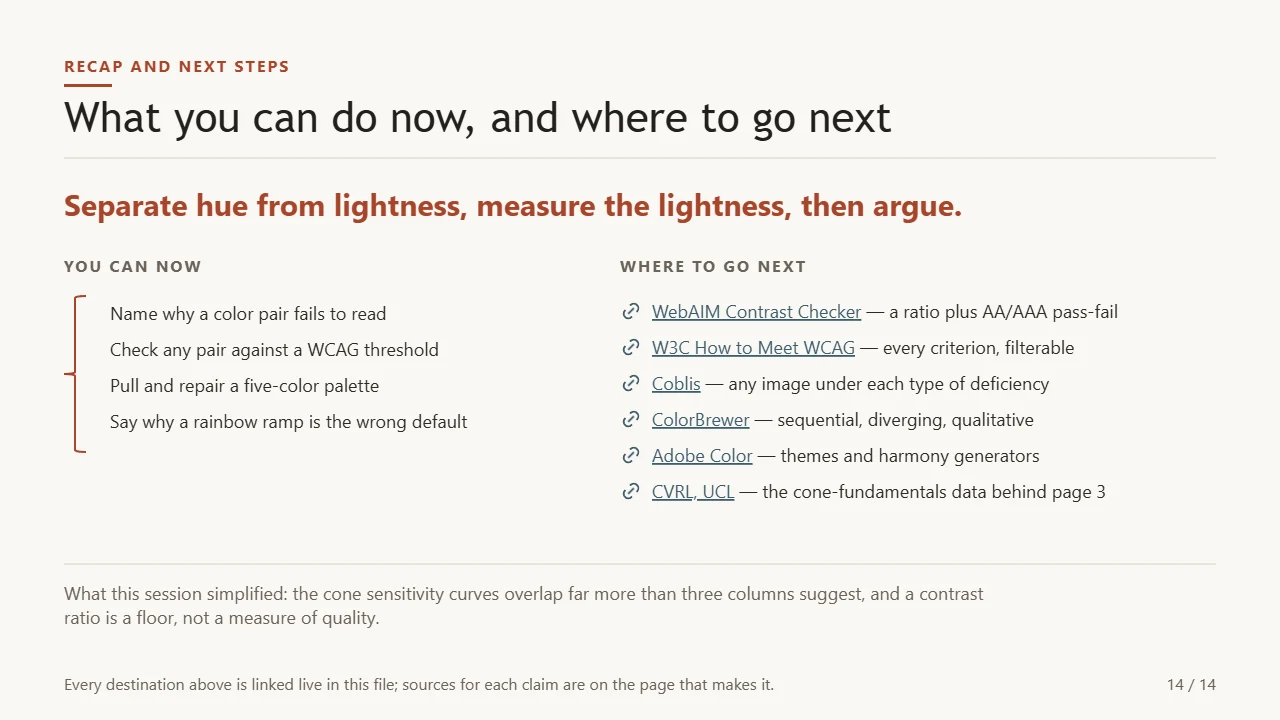 RECAP AND NEXT STEPS
What you can do now, and where to go next
Separate hue from lightness, measure the lightness, then argue.
YOU CAN NOW
Name why a color pair fails to read
Check any pair against a WCAG threshold
Pull and repair a five-color palette
Say why a rainbow ramp is the wrong default
WHERE TO GO NEXT
WebAIM Contrast Checker — a ratio plus AA/AAA pass-fail
W3C How to Meet WCAG — every criterion, filterable
Coblis — any image under each type of deficiency
ColorBrewer — sequential, diverging, qualitative
Adobe Color — themes and harmony generators
CVRL, UCL — the cone-fundamentals data behind page 3
What this session simplified: the cone sensitivity curves overlap far more than three columns suggest, and a contrast
ratio is a floor, not a measure of quality.
Every destination above is linked live in this file; sources for each claim are on the page that makes it.
14 / 14